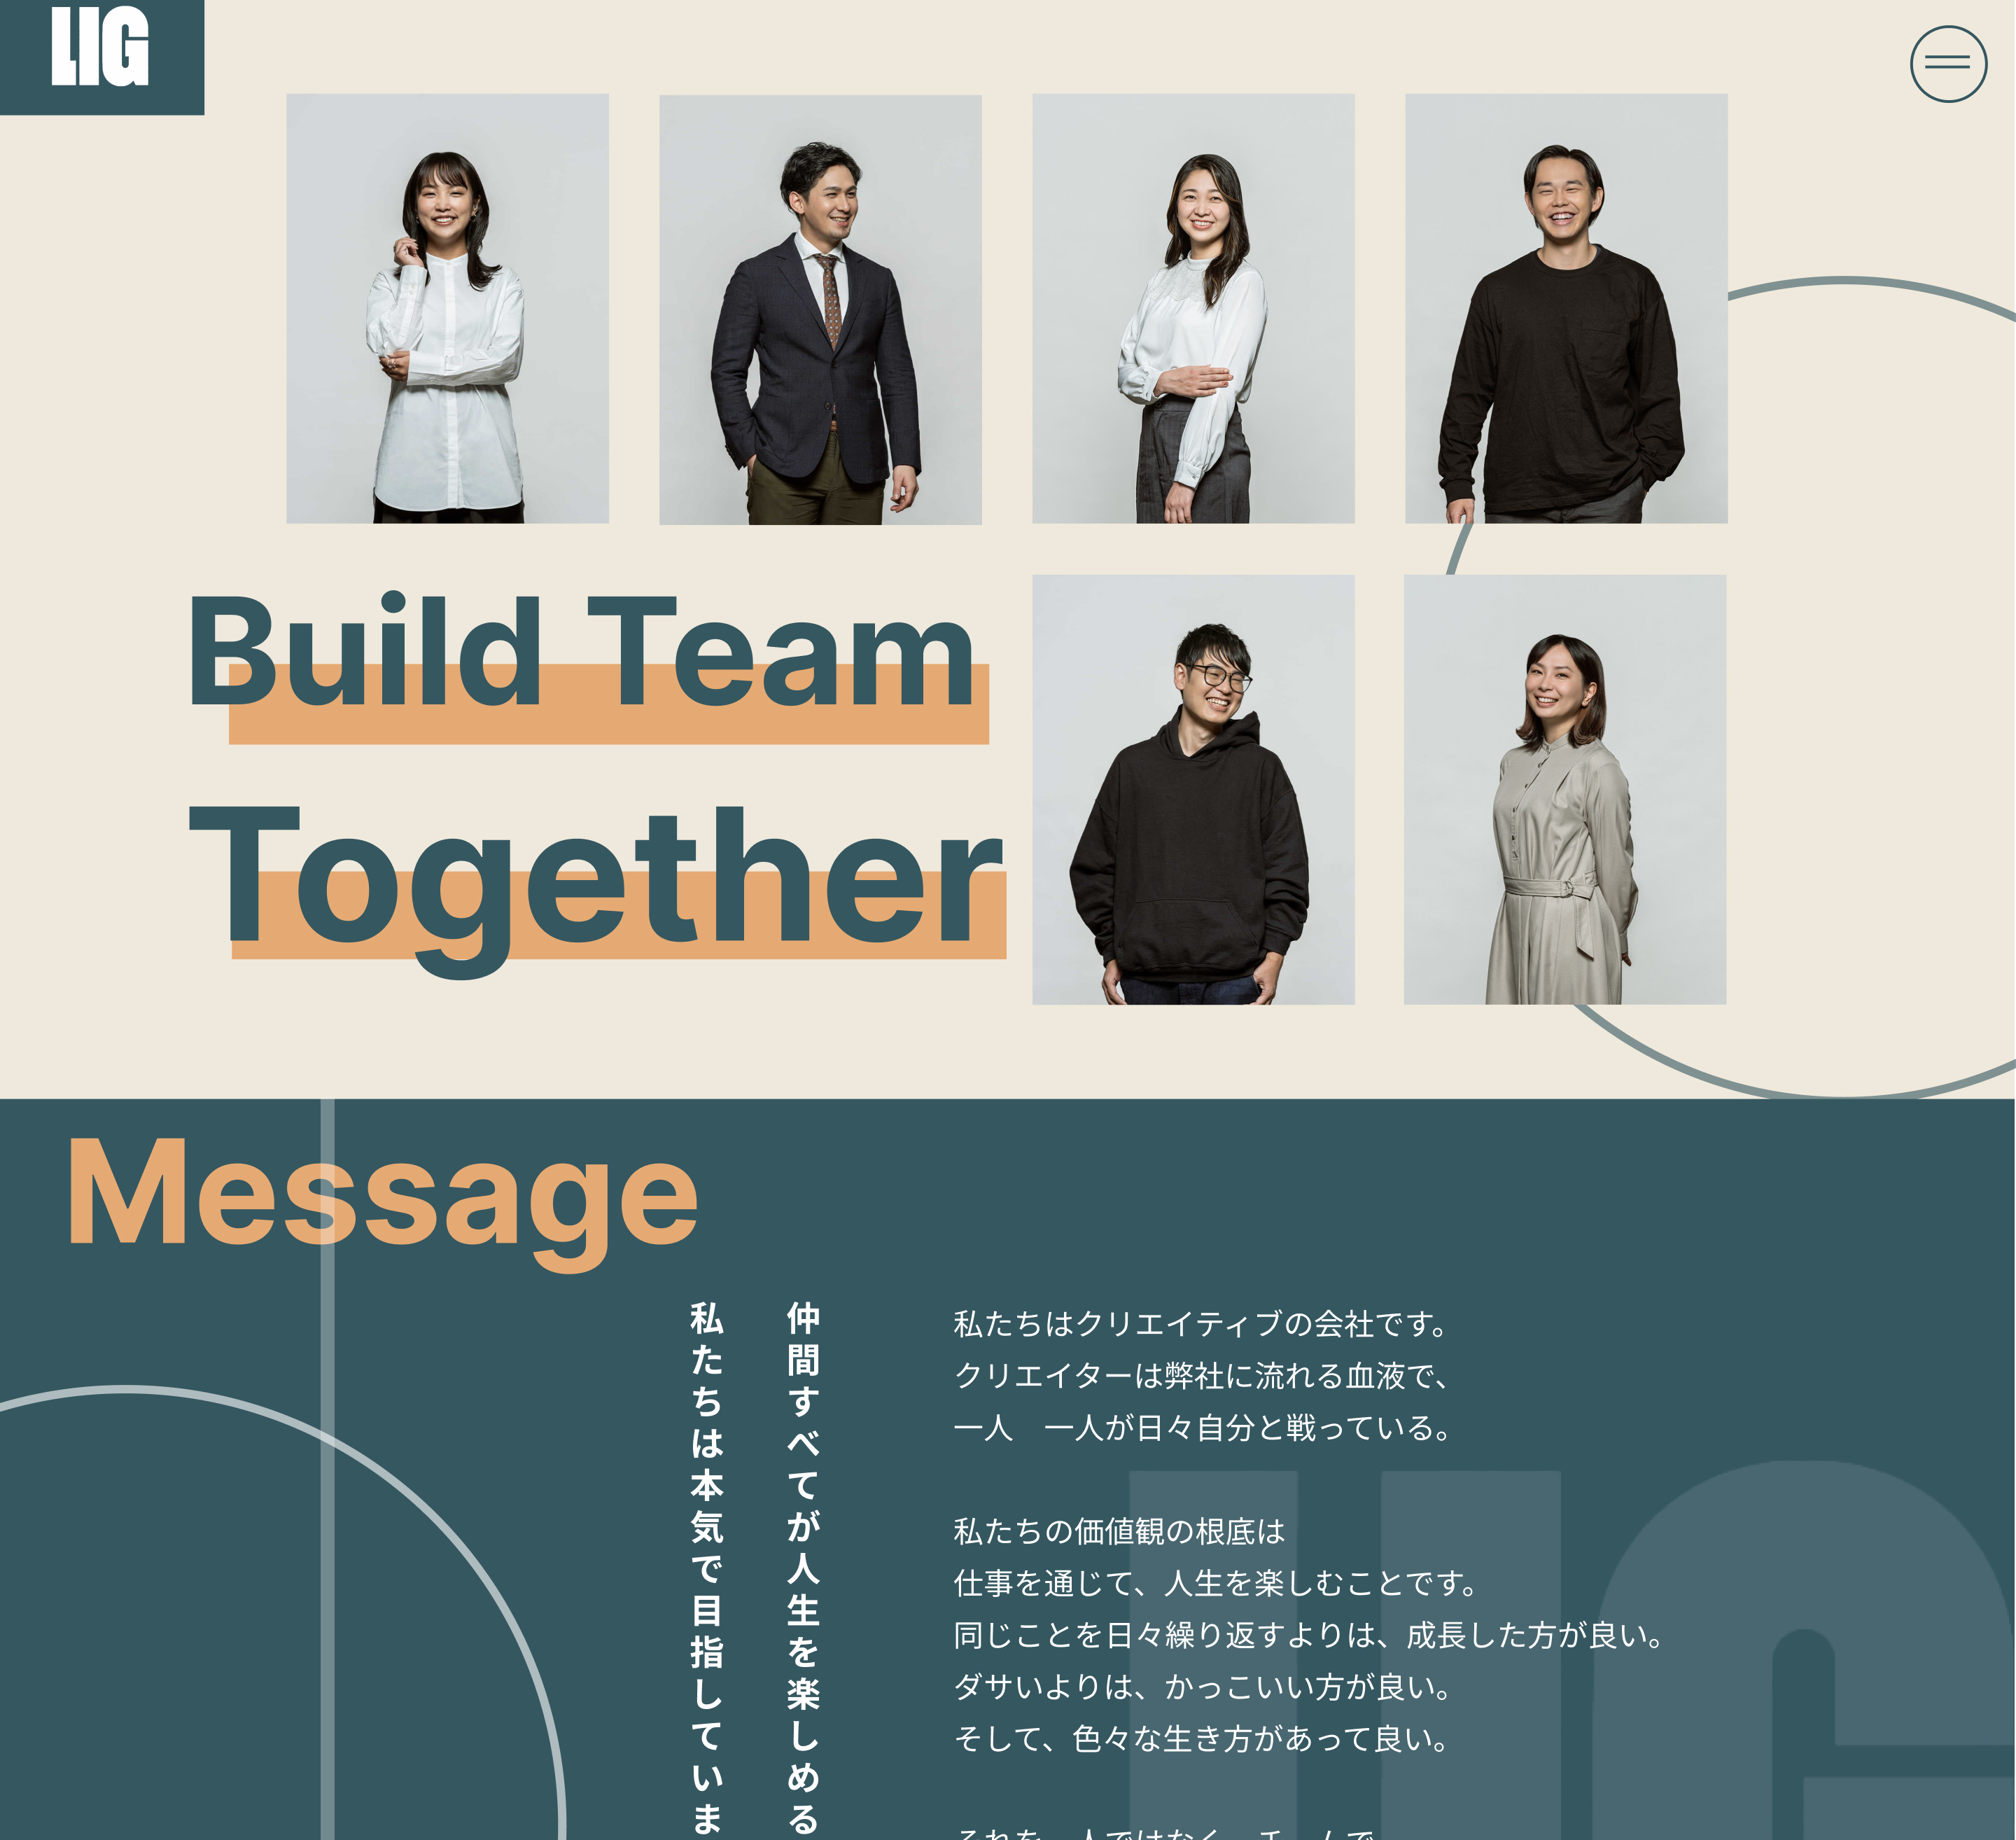 LIG
Build Team
Together
Message
仲間すべてが人生を楽しめる
私たちは本気で目指していま
私たちはクリエイティブの会社です。
クリエイターは弊社に流れる血液で、
一人　一人が日々自分と戦っている。
私たちの価値観の根底は
仕事を通じて、人生を楽しむことです。
同じことを日々繰り返すよりは、成長した方が良い。
ダサいよりは、かっこいい方が良い。
そして、色々な生き方があって良い。
LIG